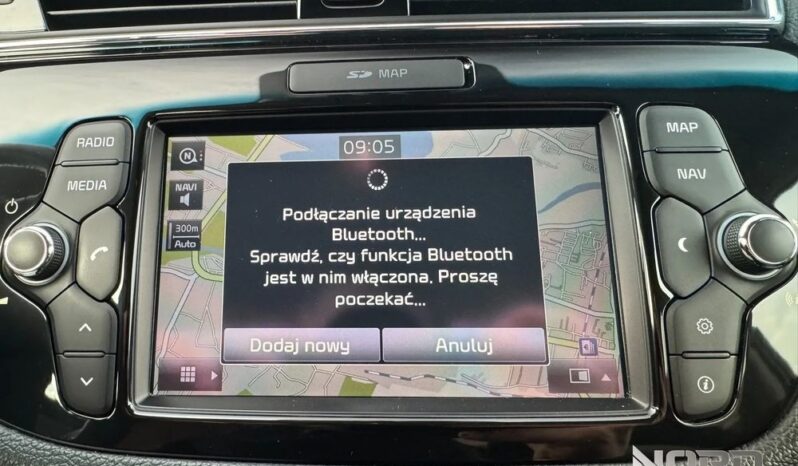 SD MAP
RADIO
MEDIA
MAP
NAV
09:05
N
NAVI
300m
Auto
Podłączanie urządzenia
Bluetooth...
Sprawdź, czy funkcja Bluetooth
jest w nim włączona. Proszę
poczekać...
Dodaj nowy
Anuluj